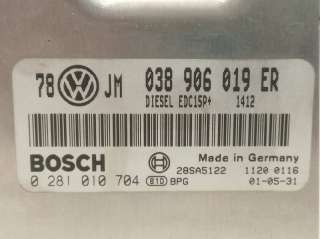 78 JM 038 906 019 ER
DIESEL EDC15P+ 1412
BOSCH
Made in Germany
28SA5122 1120 0116
0 281 010 704 810 BPG 01-05-31